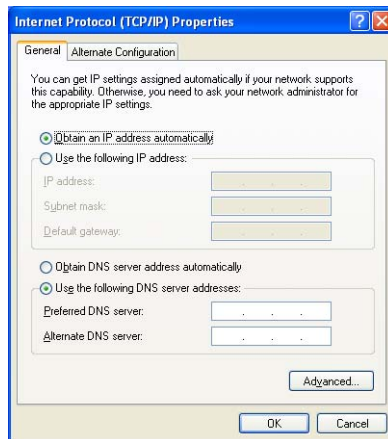 Internet Protocol (TCP/IP) Properties
General
Alternate Configuration
You can get IP settings assigned automatically if your network supports
this capability. Otherwise, you need to ask your network administrator for
the appropriate IP settings.
Obtain an IP address automatically
Use the following IP address:
IP address:
Subnet mask:
Default gateway:
Obtain DNS server address automatically
Use the following DNS server addresses:
Preferred DNS server:
Alternate DNS server:
Advanced...
OK
Cancel